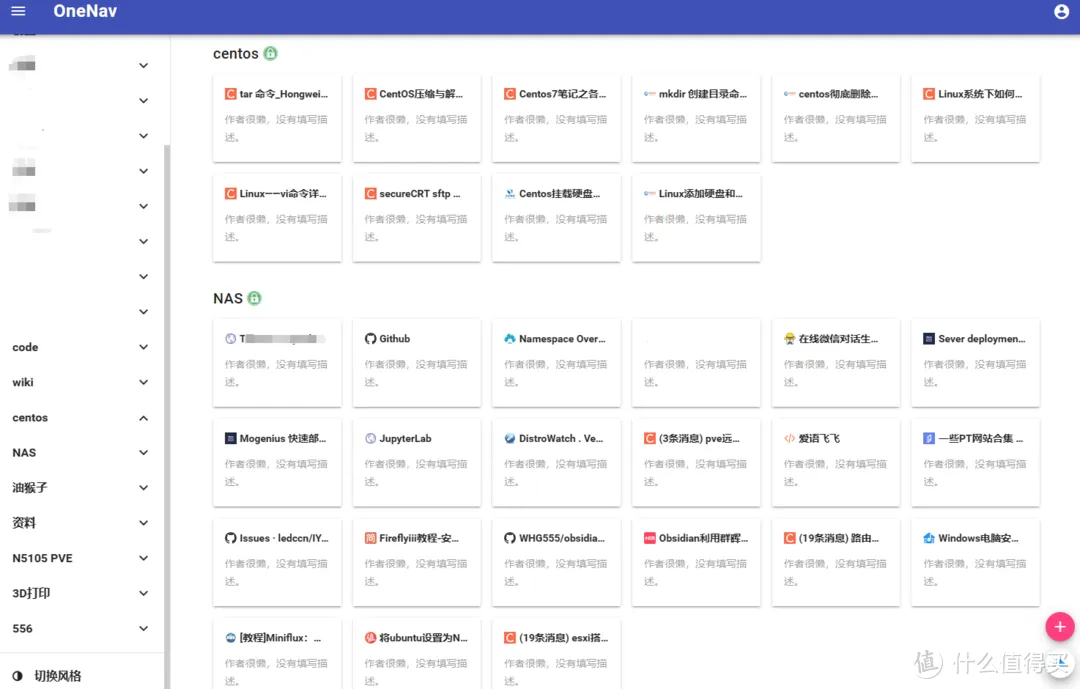 OneNav
code
wiki
centos
NAS
油猴子
资料
N5105 PVE
3D打印
556
切换风格
centos
tar 命令_Hongwei...
作者很懒，没有填写描
述。
CentOS压缩与解...
作者很懒，没有填写描
述。
Centos7笔记之各...
作者很懒，没有填写描
述。
mkdir 创建目录命...
作者很懒，没有填写描
述。
centos彻底删除...
作者很懒，没有填写描
述。
Linux系统下如何...
作者很懒，没有填写描
述。
Linux——vi命令详...
作者很懒，没有填写描
述。
secureCRT sftp ...
作者很懒，没有填写描
述。
Centos挂载硬盘...
作者很懒，没有填写描
述。
Linux添加硬盘和...
作者很懒，没有填写描
述。
NAS
作者很懒，没有填写描
述。
Github
作者很懒，没有填写描
述。
Namespace Over...
作者很懒，没有填写描
述。
作者很懒，没有填写描
述。
在线微信对话生...
作者很懒，没有填写描
述。
Sever deploymen...
作者很懒，没有填写描
述。
Mogenius 快速部...
作者很懒，没有填写描
述。
JupyterLab
作者很懒，没有填写描
述。
DistroWatch . Ve...
作者很懒，没有填写描
述。
(3条消息) pve远...
作者很懒，没有填写描
述。
爱语飞飞
作者很懒，没有填写描
述。
一些PT网站合集 ...
作者很懒，没有填写描
述。
Issues · ledccn/IY...
作者很懒，没有填写描
述。
Fireflyiii教程-安...
作者很懒，没有填写描
述。
WHG555/obsidia...
作者很懒，没有填写描
述。
Obsidian利用群晖...
作者很懒，没有填写描
述。
(19条消息) 路由...
作者很懒，没有填写描
述。
Windows电脑安...
作者很懒，没有填写描
述。
[教程]Miniflux：...
作者很懒，没有填写描
述。
将ubuntu设置为N...
作者很懒，没有填写描
述。
(19条消息) esxi搭...
作者很懒，没有填写描
述。
值 什么值得买